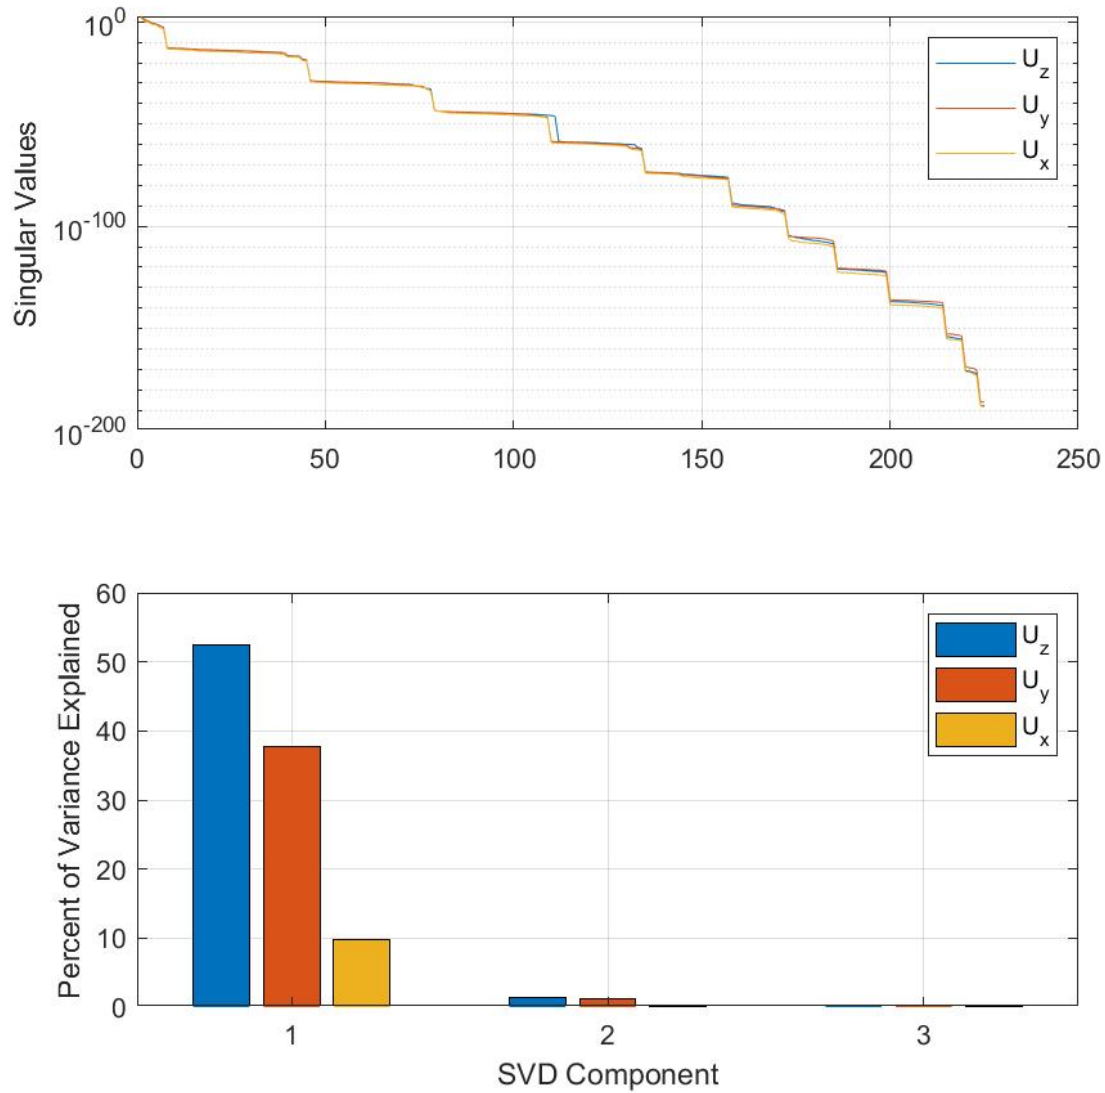 10^0
10^-100
10^-200
Singular Values
0 50 100 150 200 250
U_z
U_y
U_x
60
50
40
30
20
10
0
Percent of Variance Explained
1 2 3
SVD Component
U_z
U_y
U_x